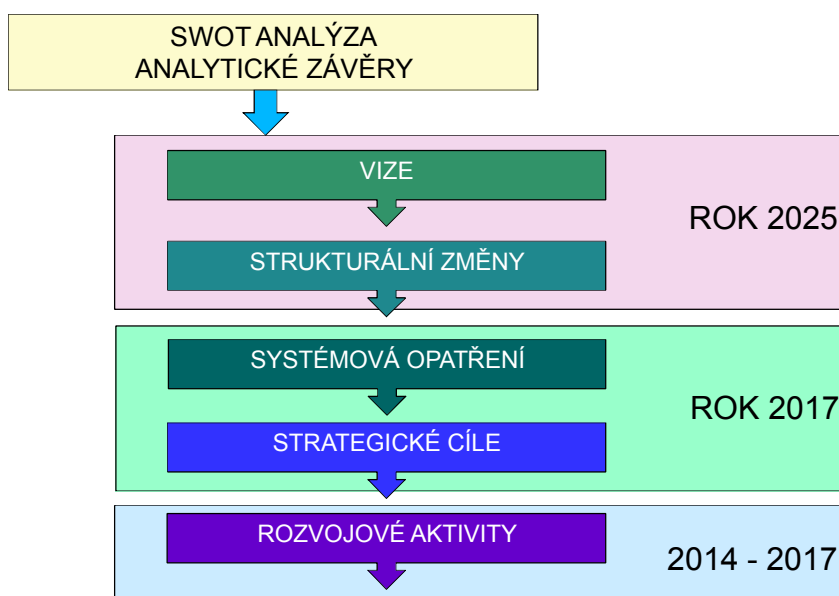 SWOT ANALÝZA
ANALYTICKÉ ZÁVĚRY
VIZE
ROK 2025
STRUKTURÁLNÍ ZMĚNY
SYSTÉMOVÁ OPATŘENÍ
ROK 2017
STRATEGICKÉ CÍLE
ROZVOJOVÉ AKTIVITY
2014 - 2017